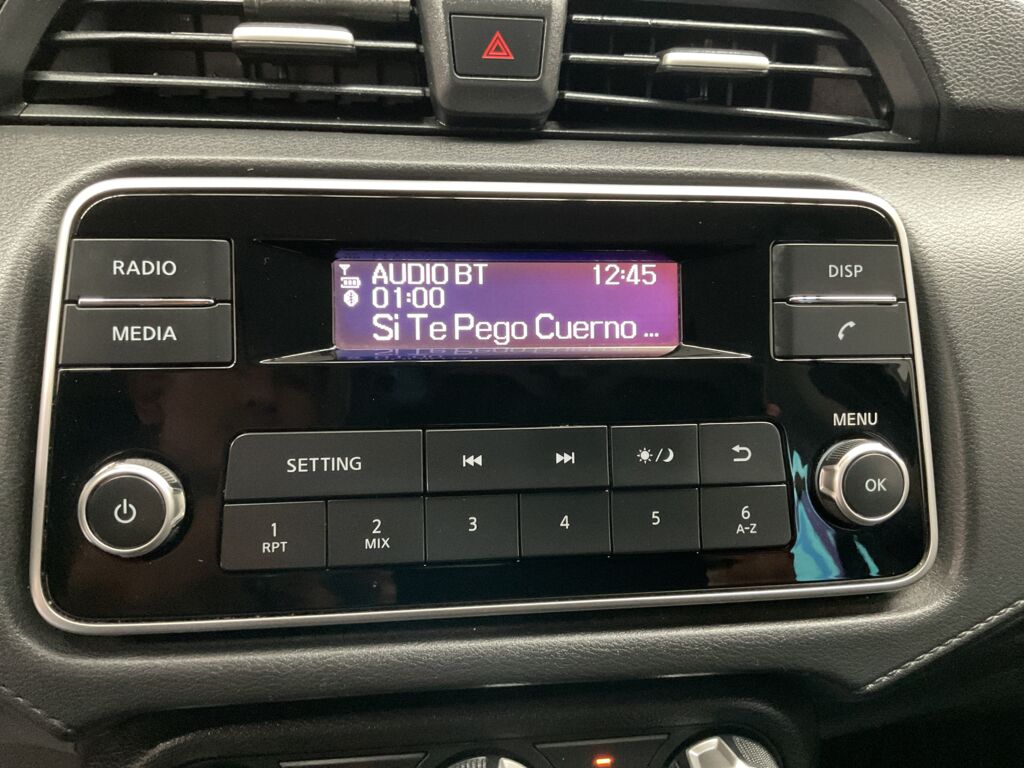 RADIO
MEDIA
AUDIO BT 12:45
01:00
Si Te Pego Cuerno ...
DISP
MENU
OK
SETTING
1 RPT
2 MIX
3
4
5
6 A-Z